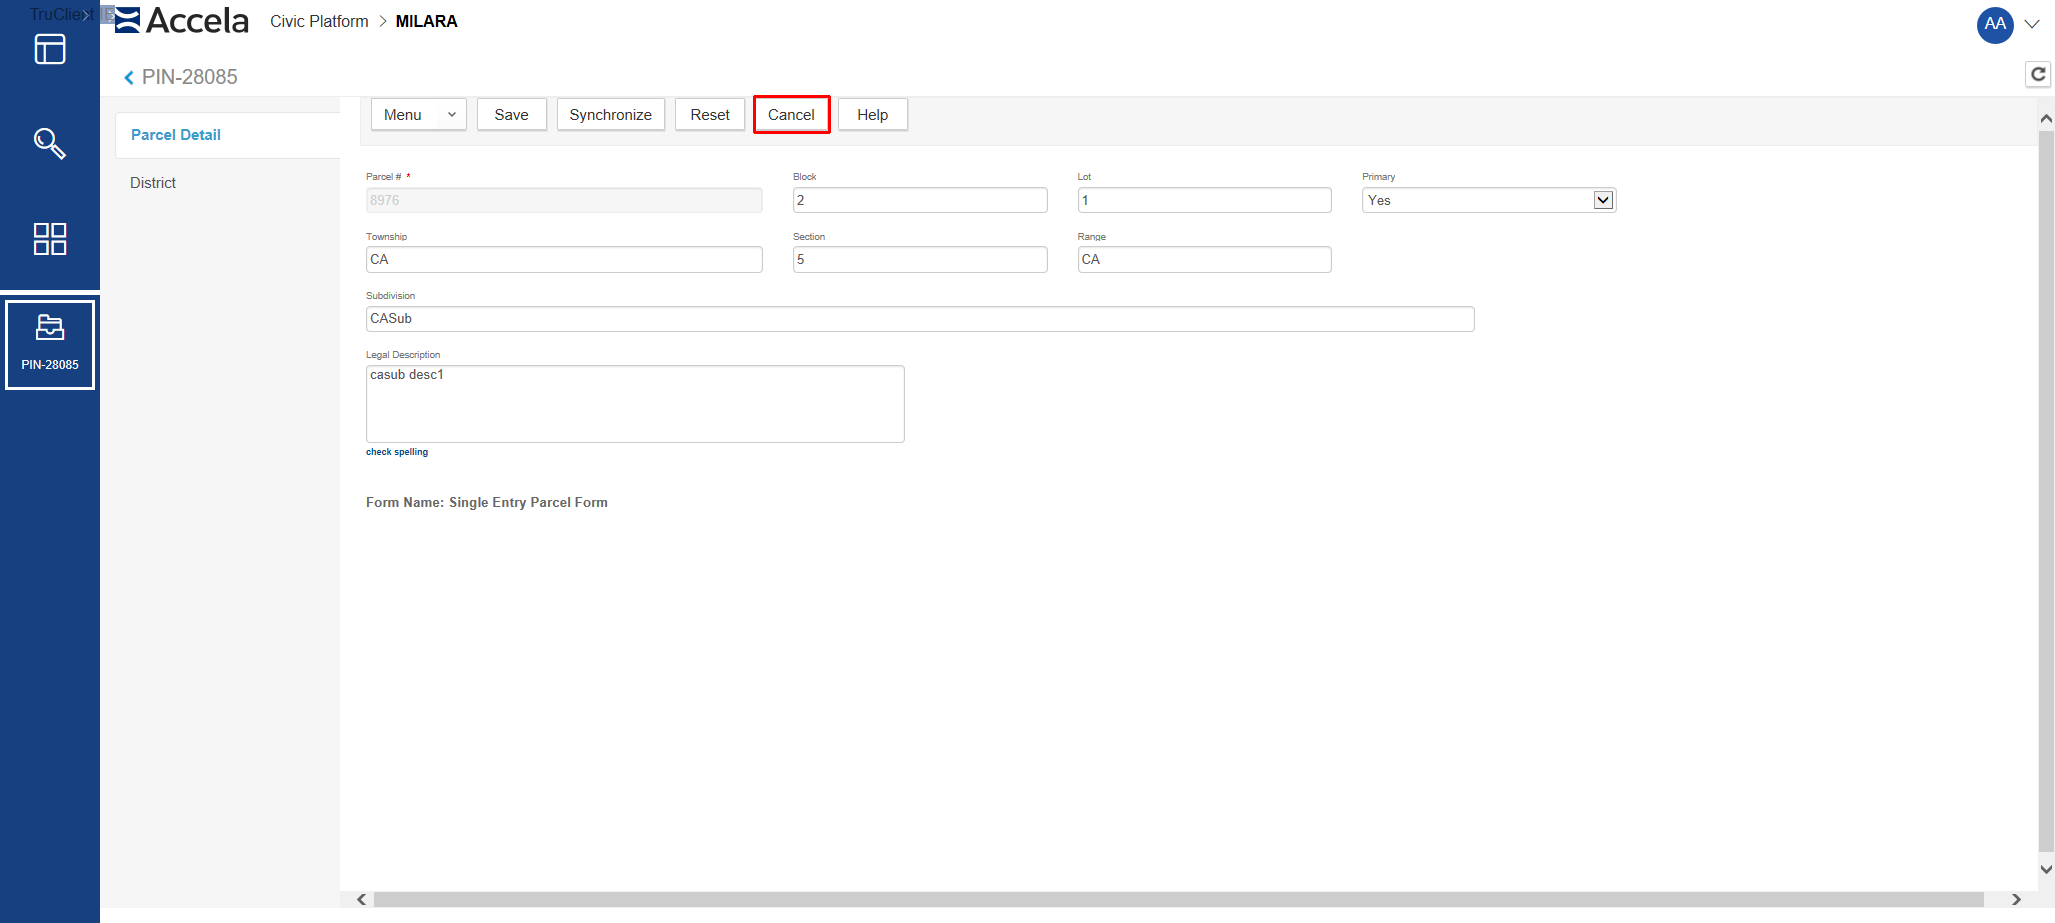 TruClient
Accela
Civic Platform > MILARA
AA
PIN-28085
Parcel Detail
District
Menu
Save
Synchronize
Reset
Cancel
Help
Parcel # *
8976
Block
2
Lot
1
Primary
Yes
Township
CA
Section
5
Range
CA
Subdivision
CASub
Legal Description
casub desc1
check spelling
Form Name: Single Entry Parcel Form
PIN-28085